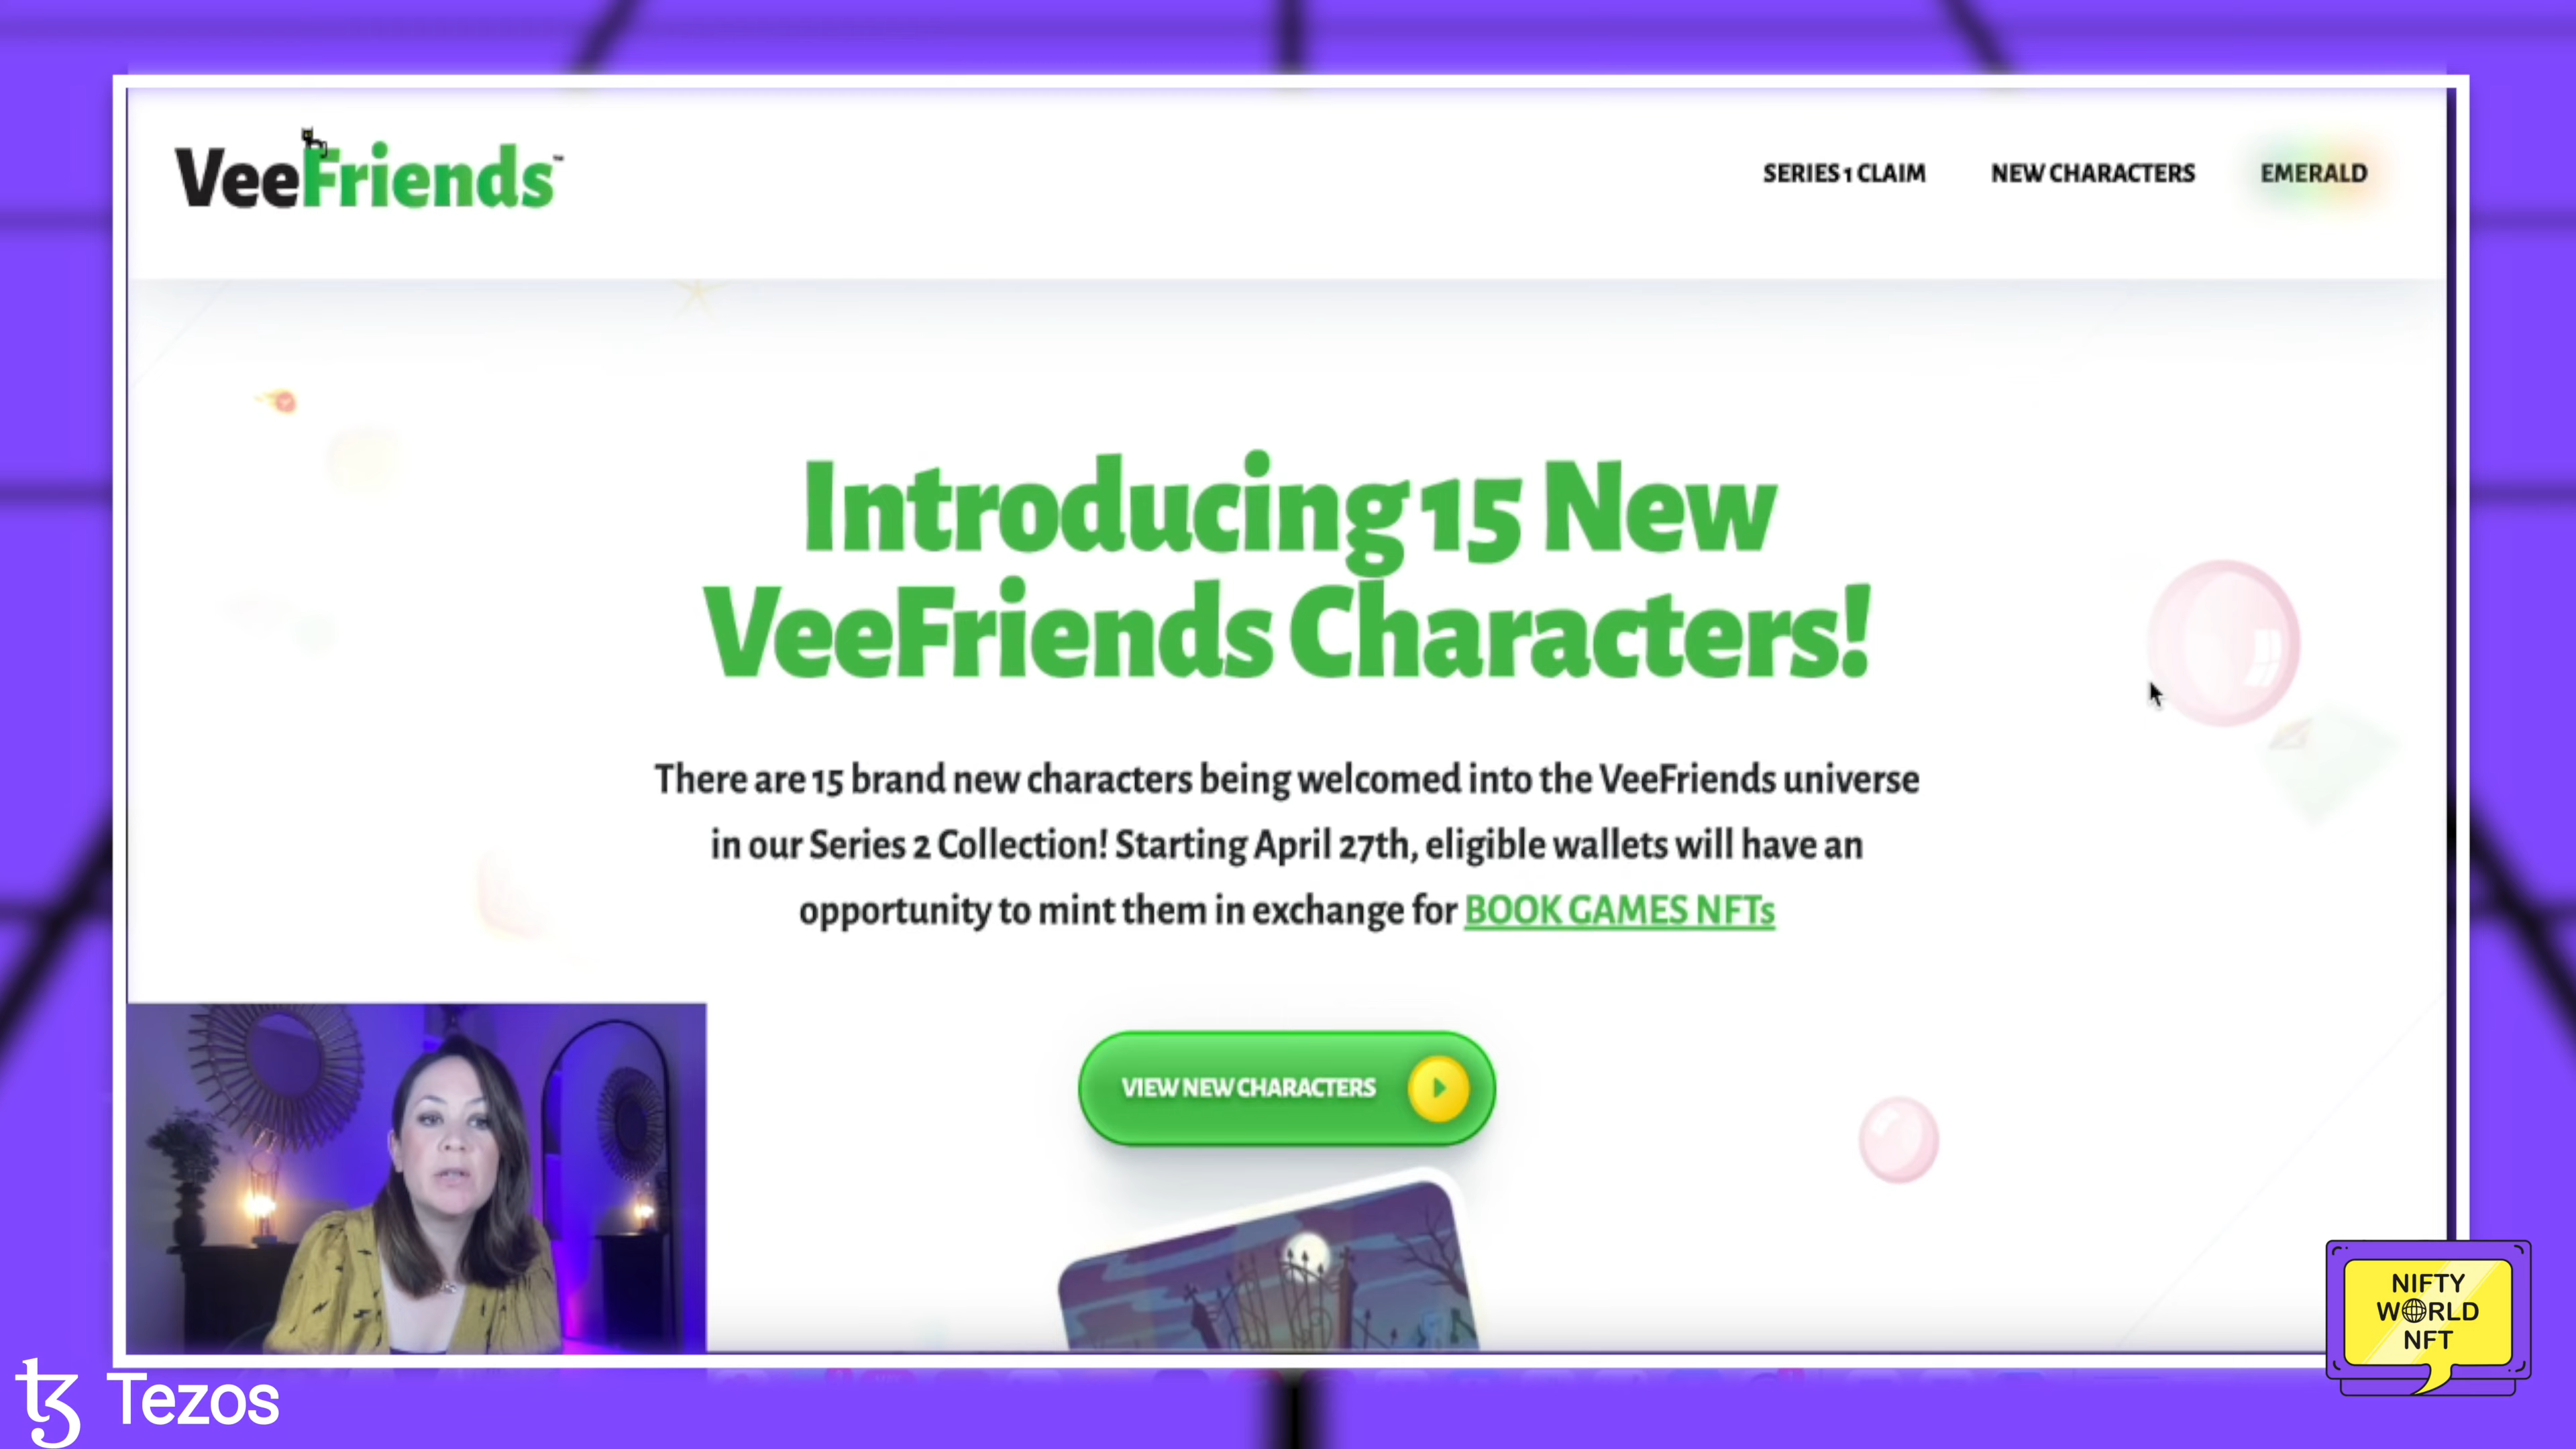 VeeFriends™
SERIES 1 CLAIM
NEW CHARACTERS
EMERALD
Introducing 15 New
VeeFriends Characters!
There are 15 brand new characters being welcomed into the VeeFriends universe
in our Series 2 Collection! Starting April 27th, eligible wallets will have an
opportunity to mint them in exchange for BOOK GAMES NFTs
VIEW NEW CHARACTERS
NIFTY
WORLD
NFT
Tezos